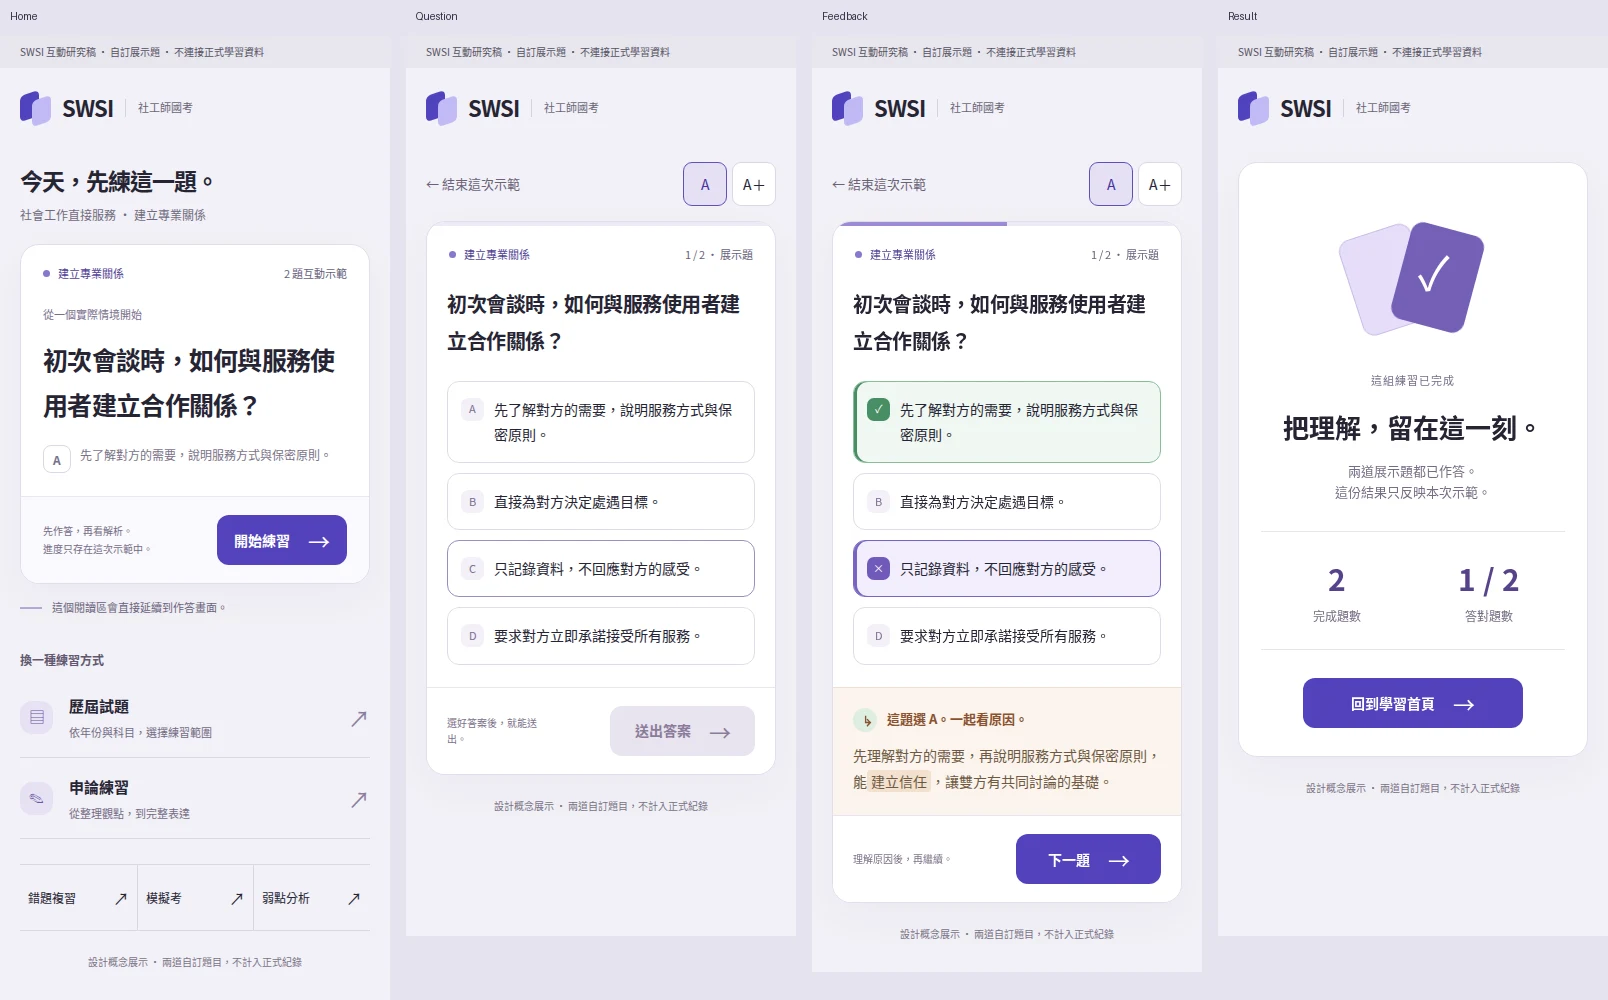 Home
SWSI 互動研究稿 · 自訂展示題 · 不連接正式學習資料
SWSI
社工師國考
今天，先練這一題。
社會工作直接服務 · 建立專業關係
建立專業關係
2 題互動示範
從一個實際情境開始
初次會談時，如何與服務使
用者建立合作關係？
A
先了解對方的需要，說明服務方式與保密原則。
先作答，再看解析。
進度只存在這次示範中。
開始練習 →
這個閱讀區會直接延續到作答畫面。
換一種練習方式
歷屆試題
依年份與科目，選擇練習範圍
↗
申論練習
從整理觀點，到完整表達
↗
錯題複習 ↗
模擬考 ↗
弱點分析 ↗
設計概念展示 · 兩道自訂題目，不計入正式紀錄
Question
SWSI 互動研究稿 · 自訂展示題 · 不連接正式學習資料
SWSI
社工師國考
← 結束這次示範
A
A+
建立專業關係
1 / 2 · 展示題
初次會談時，如何與服務使用者建
立合作關係？
A
先了解對方的需要，說明服務方式與保
密原則。
B
直接為對方決定處遇目標。
C
只記錄資料，不回應對方的感受。
D
要求對方立即承諾接受所有服務。
選好答案後，就能送
出。
送出答案 →
設計概念展示 · 兩道自訂題目，不計入正式紀錄
Feedback
SWSI 互動研究稿 · 自訂展示題 · 不連接正式學習資料
SWSI
社工師國考
← 結束這次示範
A
A+
建立專業關係
1 / 2 · 展示題
初次會談時，如何與服務使用者建
立合作關係？
✓
先了解對方的需要，說明服務方式與保
密原則。
B
直接為對方決定處遇目標。
×
只記錄資料，不回應對方的感受。
D
要求對方立即承諾接受所有服務。
↳
這題選 A。一起看原因。
先理解對方的需要，再說明服務方式與保密原則，
能 建立信任 ，讓雙方有共同討論的基礎。
理解原因後，再繼續。
下一題 →
設計概念展示 · 兩道自訂題目，不計入正式紀錄
Result
SWSI 互動研究稿 · 自訂展示題 · 不連接正式學習資料
SWSI
社工師國考
✓
這組練習已完成
把理解，留在這一刻。
兩道展示題都已作答。
這份結果只反映本次示範。
2
完成題數
1 / 2
答對題數
回到學習首頁 →
設計概念展示 · 兩道自訂題目，不計入正式紀錄